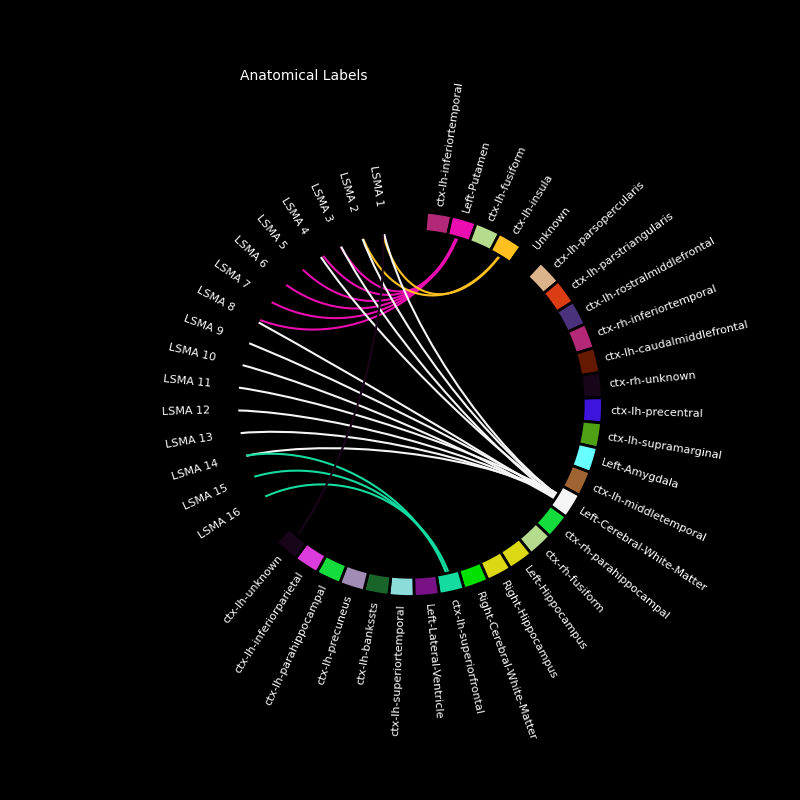 Anatomical Labels
ctx-lh-inferiortemporal
Left-Putamen
ctx-lh-fusiform
ctx-lh-insula
Unknown
ctx-lh-parsopercularis
ctx-lh-parstriangularis
ctx-lh-rostralmiddlefrontal
ctx-rh-inferiortemporal
ctx-lh-caudalmiddlefrontal
ctx-rh-unknown
ctx-lh-precentral
ctx-lh-supramarginal
Left-Amygdala
ctx-lh-middletemporal
Left-Cerebral-White-Matter
ctx-rh-parahippocampal
ctx-rh-fusiform
Left-Hippocampus
Right-Hippocampus
Right-Cerebral-White-Matter
ctx-lh-superiorfrontal
Left-Lateral-Ventricle
ctx-lh-superiortemporal
ctx-lh-bankssts
ctx-lh-precuneus
ctx-lh-parahippocampal
ctx-lh-inferiorparietal
ctx-lh-unknown
LSMA 16
LSMA 15
LSMA 14
LSMA 13
LSMA 12
LSMA 11
LSMA 10
LSMA 9
LSMA 8
LSMA 7
LSMA 6
LSMA 5
LSMA 4
LSMA 3
LSMA 2
LSMA 1